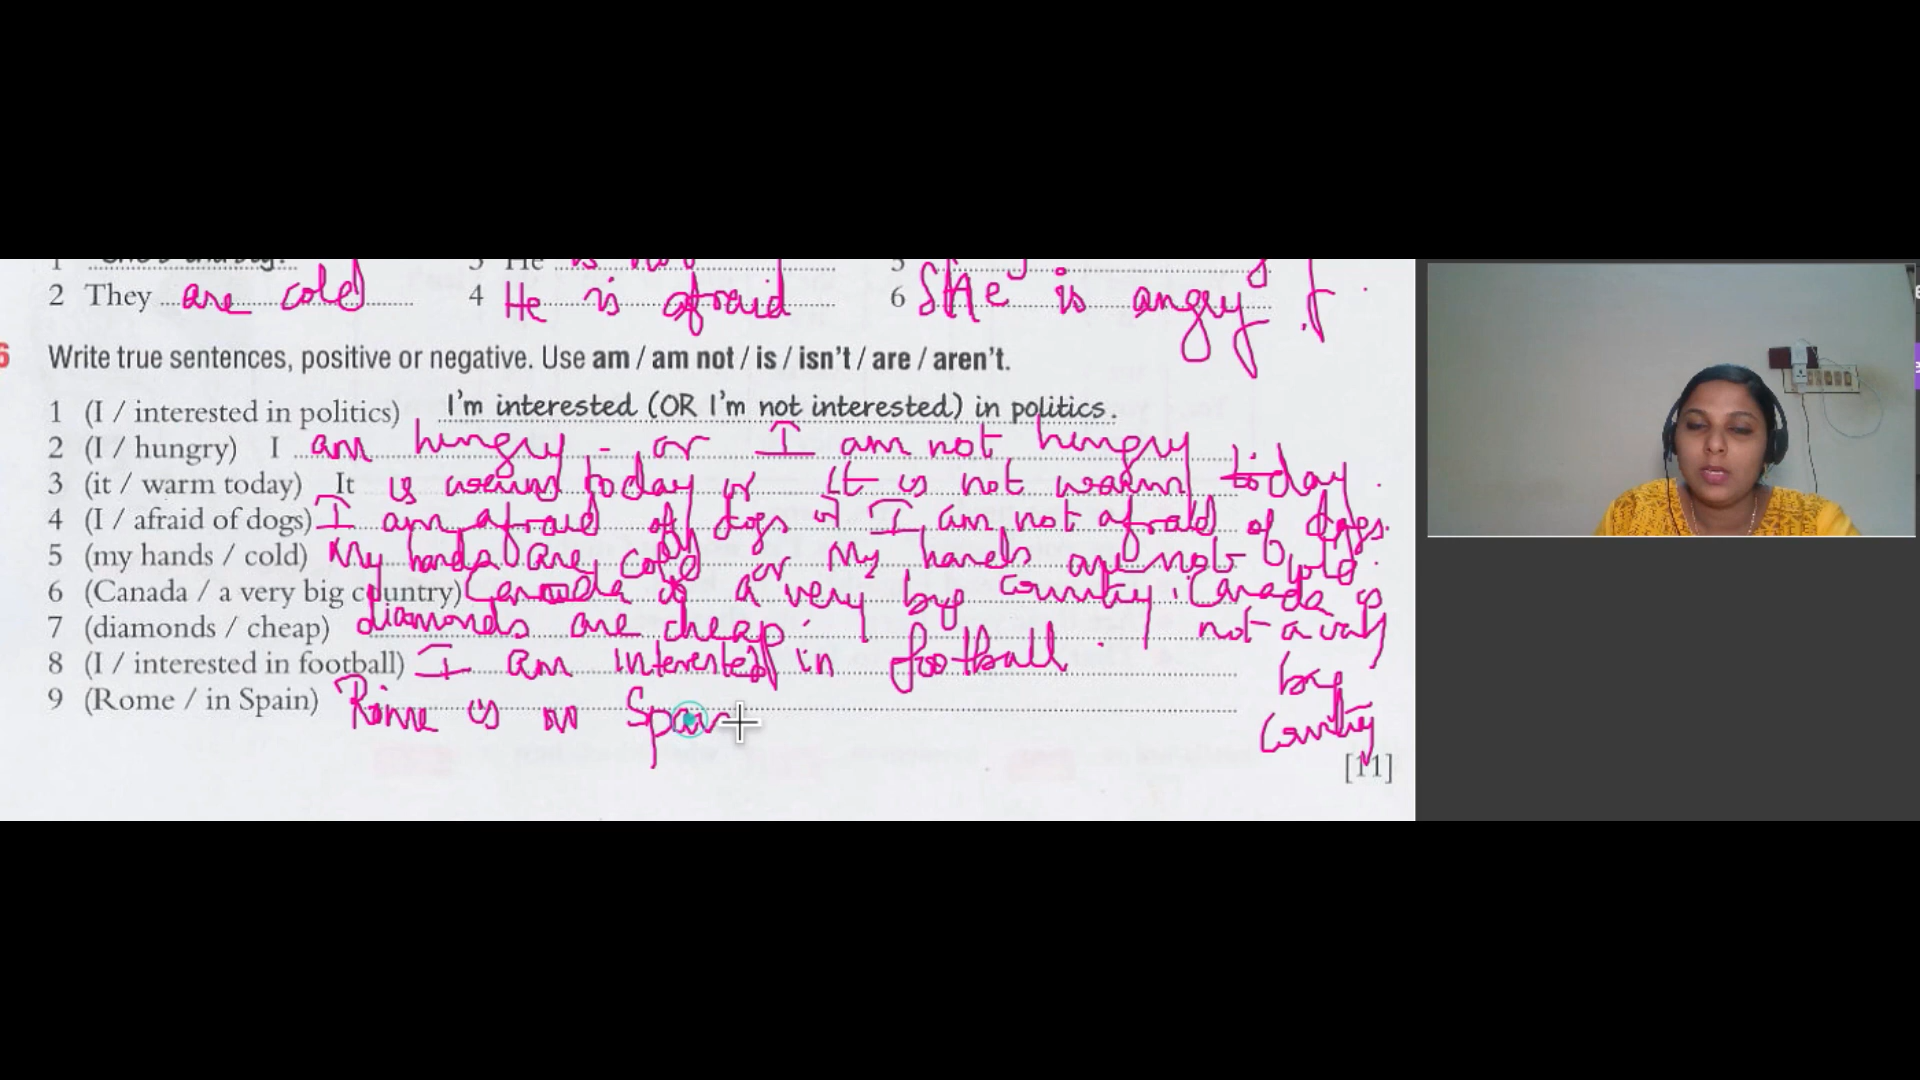 2 They are cold 4 He is afraid 6 SHe is angry
6 Write true sentences, positive or negative. Use am / am not / is / isn't / are / aren't.
1 (I / interested in politics) I'm interested (OR I'm not interested) in politics.
2 (I / hungry) I am hungry - or I am not hungry
3 (it / warm today) It is today or it is not warm today.
4 (I / afraid of dogs) I am afraid of dogs I am not afraid of dogs.
5 (my hands / cold) My hands are cold or My hands are not cold.
6 (Canada / a very big country) Canada is a very big country. Canada is
7 (diamonds / cheap) diamonds are cheap. not a very
8 (I / interested in football) I am interested in football. big
9 (Rome / in Spain) Rome is in Spain country
[11]